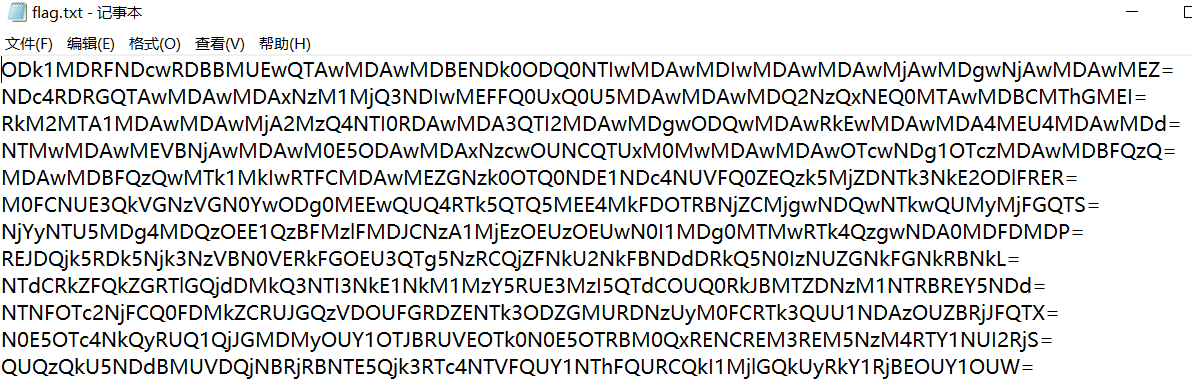 flag.txt - 记事本
文件(F) 编辑(E) 格式(O) 查看(V) 帮助(H)
ODk1MDRFNDcwRDBBMUEwQTAwMDAwMDBENDk0ODQ0NTIwMDAwMDIwMDAwMDAwMjAwMDgwNjAwMDAwMEZ=
NDc4RDRGQTAwMDAwMDAxNzM1MjQ3NDIwMEFFQ0UxQ0U5MDAwMDAwMDQ2NzQxNEQ0MTAwMDBCMThGMEI=
RkM2MTA1MDAwMDAwMjA2MzQ4NTI0RDAwMDA3QTI2MDAwMDgwODQwMDAwRkEwMDAwMDA4MEU4MDAwMDd=
NTMwMDAwMEVBNjAwMDAwM0E5ODAwMDAxNzcwOUNCQTUxM0MwMDAwMDAwOTcwNDg1OTczMDAwMDBFQzQ=
MDAwMDBFQzQwMTk1MkIwRTFCMDAwMEZGNzk0OTQ0NDE1NDc4NUVFQ0ZEQzk5MjZDNTk3NkE2ODlFRER=
M0FCNUE3QkVGNzVGN0YwODg0MEEwQUQ4RTk5QTQ5MEE4MkFDOTRBNjZCMjgwNDQwNTkwQUMyMjFGQTS=
NjYyNTU5MDg4MDQzOEE1QzBFMzlFMDJCNzA1MjEzOEUzOEUwN0I1MDg0MTMwRTk4QzgwNDA0MDFDMDP=
REJDQjk5RDk5Njk3NzVBN0VERkFGOEU3QTg5NzRCQjZFNkU2NkFBNDdDRkQ5N0IzNUZGNkFGNkRBNkL=
NTdCRkZFQkZGRTlGQjdDMkQ3NTI3NkE1NkM1MzY5RUE3MzI5QTdCOUQ0RkJBMTZDNzM1NTRBREY5NDd=
NTNFOTc2NjFCQ0FDMkZCRUJGQzVDOUFGRDZENTk3ODZGMURDNzUyM0FCRTk3QUU1NDAzOUZBRjJFQTX=
N0E5OTc4NkQyRUQ1QjJGMDMyOUY1OTJBRUVEOTk0N0E5OTRBM0QxRENCREM3REM5NzM4RTY1NUI2RjS=
QUQzQkU5NDdBMUVDQjNBRjRBNTE5Qjk3RTc4NTVFQUY1NThFQURCQkI1MjlGQkUyRkY1RjBEOUY1OUW=